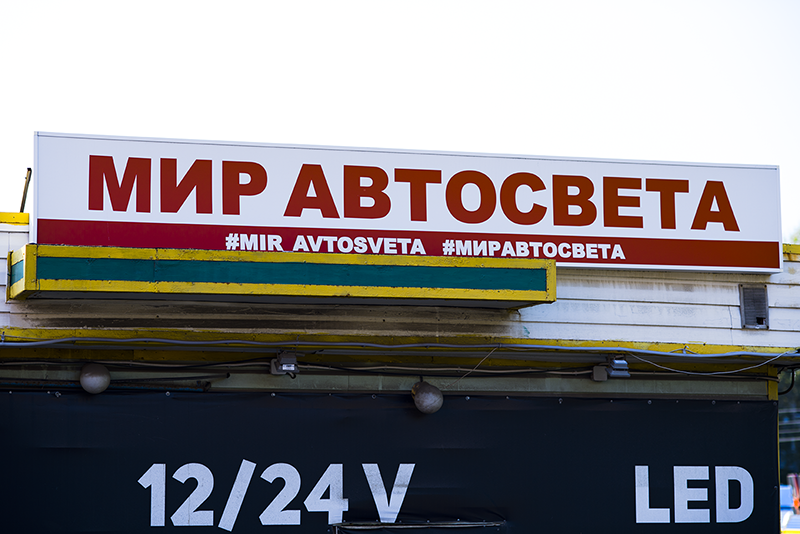 МИР АВТОСВЕТА
#MIR AVTOSVETA #МИРАВТОСВЕТА
12/24 V LED